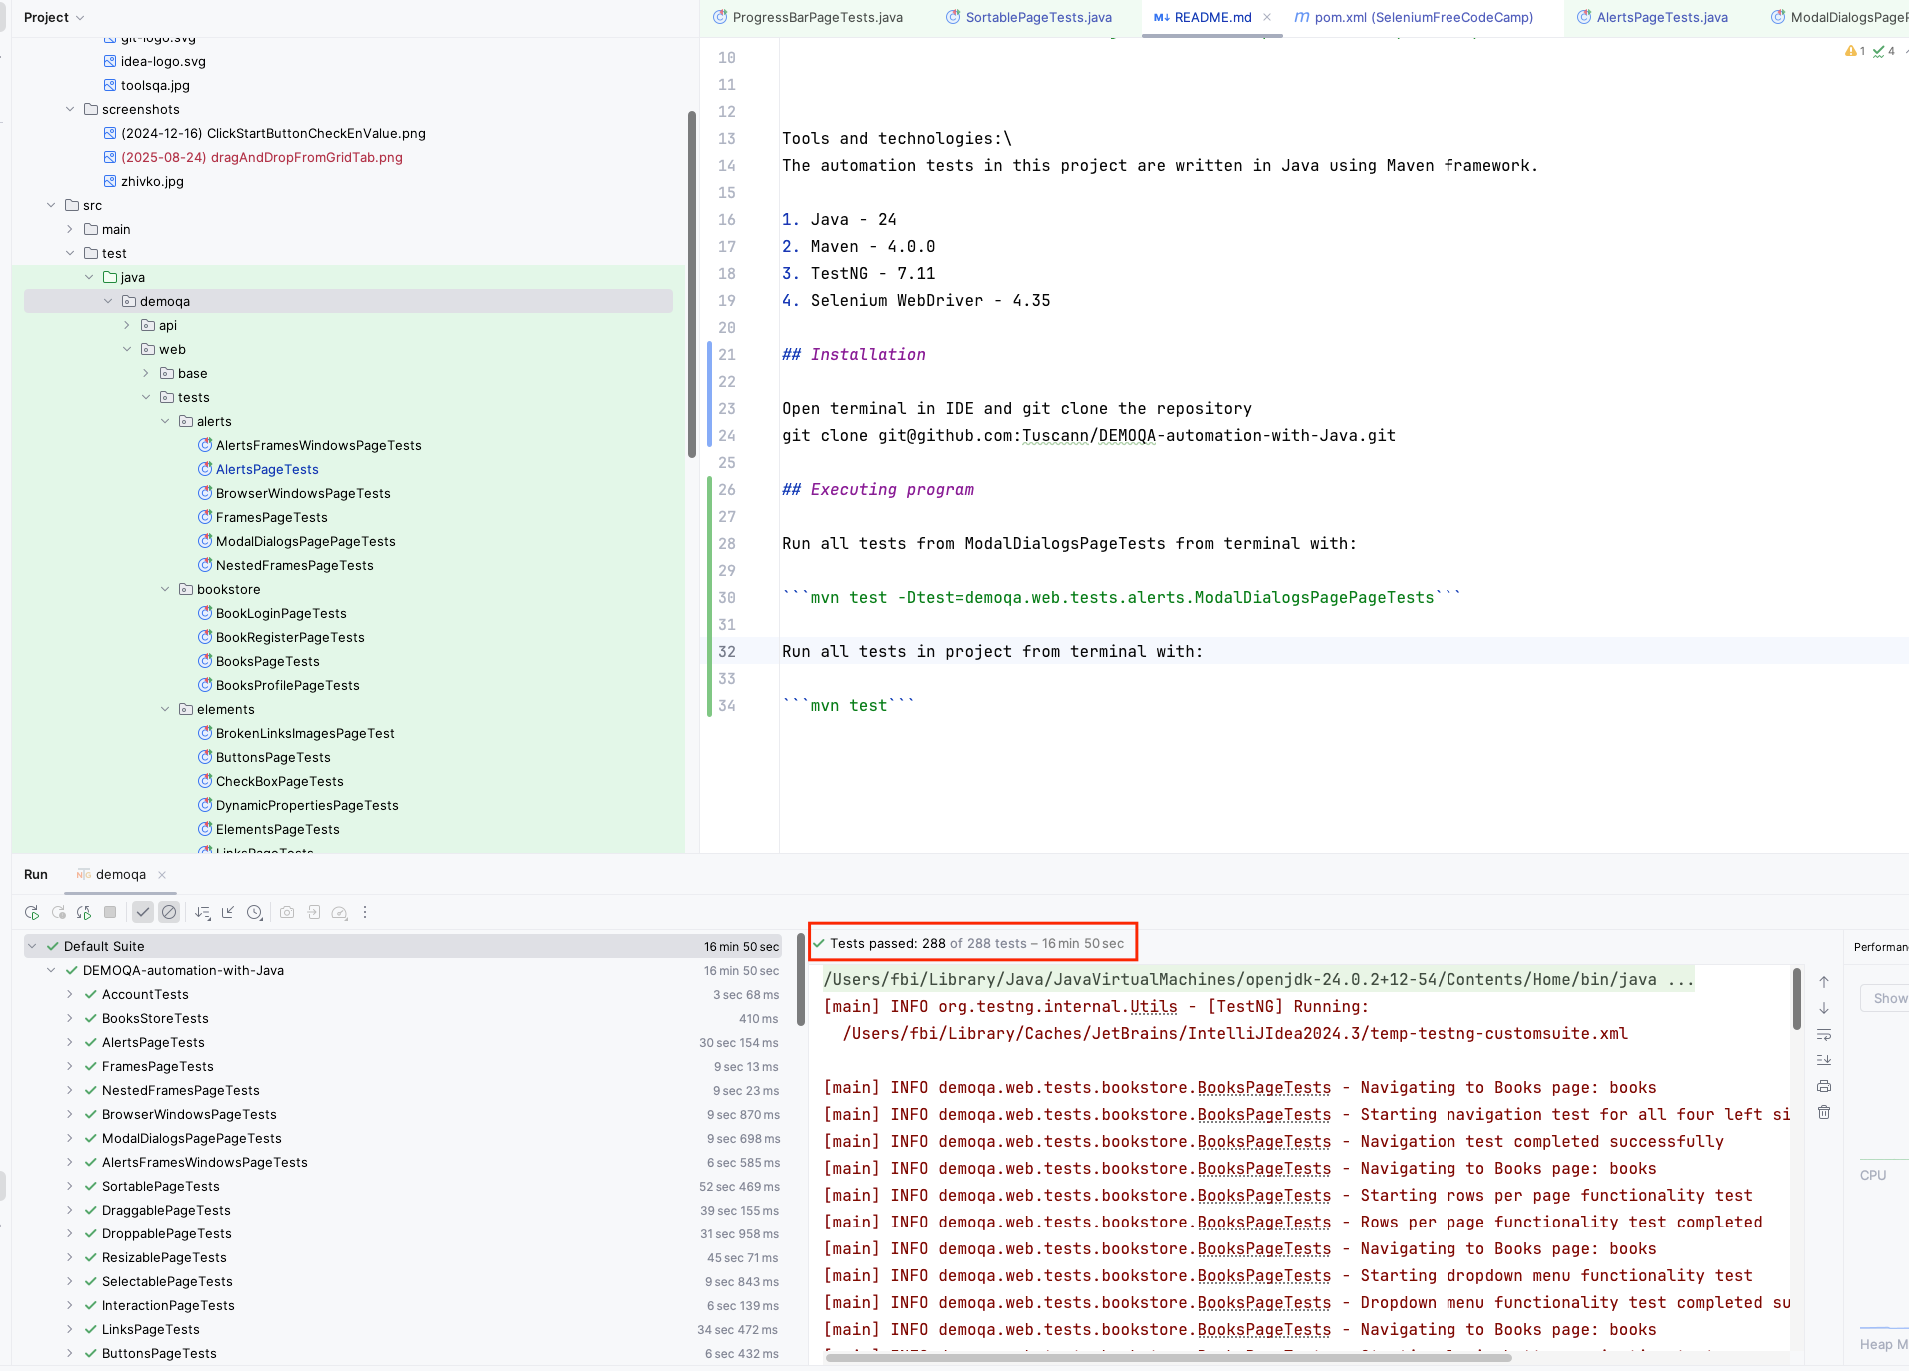 Project
git-logo.svg
idea-logo.svg
toolsqa.jpg
screenshots
(2024-12-16) ClickStartButtonCheckEnValue.png
(2025-08-24) dragAndDropFromGridTab.png
zhivko.jpg
src
main
test
java
demoqa
api
web
base
tests
alerts
AlertsFramesWindowsPageTests
AlertsPageTests
BrowserWindowsPageTests
FramesPageTests
ModalDialogsPagePageTests
NestedFramesPageTests
bookstore
BookLoginPageTests
BookRegisterPageTests
BooksPageTests
BooksProfilePageTests
elements
BrokenLinksImagesPageTest
ButtonsPageTests
CheckBoxPageTests
DynamicPropertiesPageTests
ElementsPageTests
LinksPageTests
ProgressBarPageTests.java SortablePageTests.java M↓ README.md × m pom.xml (SeleniumFreeCodeCamp) AlertsPageTests.java ModalDialogsPageP
1 4
10
11
12
13 Tools and technologies:\
14 The automation tests in this project are written in Java using Maven framework.
15
16 1. Java - 24
17 2. Maven - 4.0.0
18 3. TestNG - 7.11
19 4. Selenium WebDriver - 4.35
20
21 ## Installation
22
23 Open terminal in IDE and git clone the repository
24 git clone git@github.com:Tuscann/DEMOQA-automation-with-Java.git
25
26 ## Executing program
27
28 Run all tests from ModalDialogsPageTests from terminal with:
29
30 ```mvn test -Dtest=demoqa.web.tests.alerts.ModalDialogsPagePageTests```
31
32 Run all tests in project from terminal with:
33
34 ```mvn test```
Run demoqa ×
Default Suite 16 min 50 sec
DEMOQA-automation-with-Java 16 min 50 sec
AccountTests 3 sec 68 ms
BooksStoreTests 410 ms
AlertsPageTests 30 sec 154 ms
FramesPageTests 9 sec 13 ms
NestedFramesPageTests 9 sec 23 ms
BrowserWindowsPageTests 9 sec 870 ms
ModalDialogsPagePageTests 9 sec 698 ms
AlertsFramesWindowsPageTests 6 sec 585 ms
SortablePageTests 52 sec 469 ms
DraggablePageTests 39 sec 155 ms
DroppablePageTests 31 sec 958 ms
ResizablePageTests 45 sec 71 ms
SelectablePageTests 9 sec 843 ms
InteractionPageTests 6 sec 139 ms
LinksPageTests 34 sec 472 ms
ButtonsPageTests 6 sec 432 ms
Tests passed: 288 of 288 tests – 16 min 50 sec
/Users/fbi/Library/Java/JavaVirtualMachines/openjdk-24.0.2+12-54/Contents/Home/bin/java ...
[main] INFO org.testng.internal.Utils - [TestNG] Running:
/Users/fbi/Library/Caches/JetBrains/IntelliJIdea2024.3/temp-testng-customsuite.xml
[main] INFO demoqa.web.tests.bookstore.BooksPageTests - Navigating to Books page: books
[main] INFO demoqa.web.tests.bookstore.BooksPageTests - Starting navigation test for all four left si
[main] INFO demoqa.web.tests.bookstore.BooksPageTests - Navigation test completed successfully
[main] INFO demoqa.web.tests.bookstore.BooksPageTests - Navigating to Books page: books
[main] INFO demoqa.web.tests.bookstore.BooksPageTests - Starting rows per page functionality test
[main] INFO demoqa.web.tests.bookstore.BooksPageTests - Rows per page functionality test completed
[main] INFO demoqa.web.tests.bookstore.BooksPageTests - Navigating to Books page: books
[main] INFO demoqa.web.tests.bookstore.BooksPageTests - Starting dropdown menu functionality test
[main] INFO demoqa.web.tests.bookstore.BooksPageTests - Dropdown menu functionality test completed su
[main] INFO demoqa.web.tests.bookstore.BooksPageTests - Navigating to Books page: books
Performan
Show
CPU
Heap M